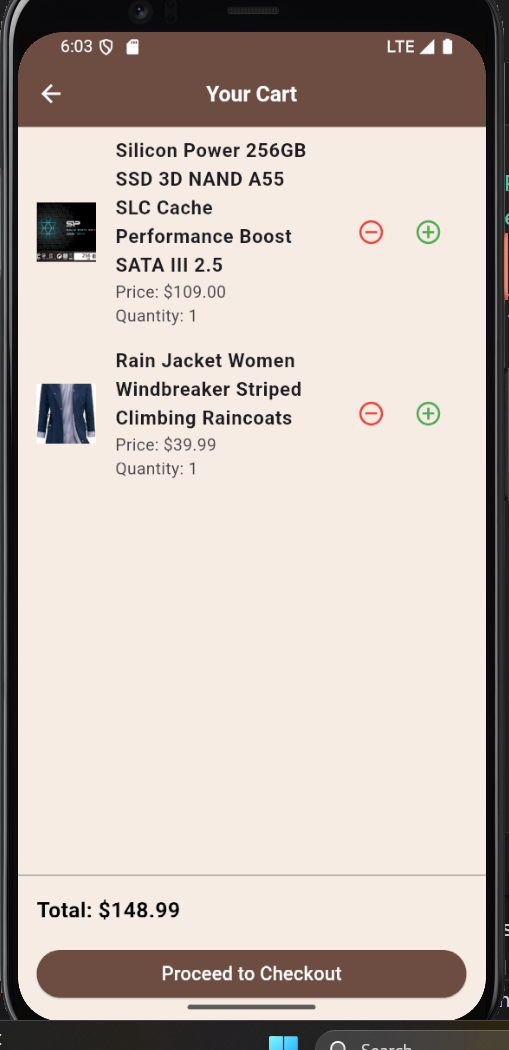 6:03
LTE
Your Cart
Silicon Power 256GB
SSD 3D NAND A55
SLC Cache
Performance Boost
SATA III 2.5
Price: $109.00
Quantity: 1
Rain Jacket Women
Windbreaker Striped
Climbing Raincoats
Price: $39.99
Quantity: 1
Total: $148.99
Proceed to Checkout
Search